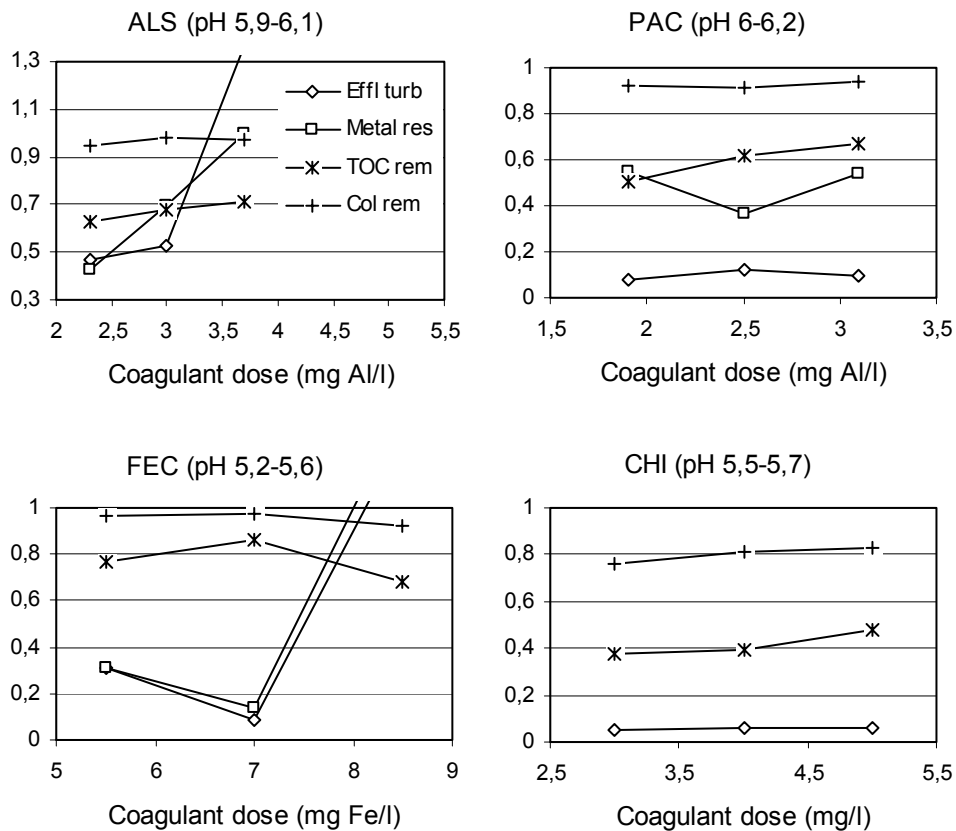 ALS (pH 5,9-6,1)
1,3
1,1
0,9
0,7
0,5
0,3
2 2,5 3 3,5 4 4,5 5 5,5
Coagulant dose (mg Al/l)
Effl turb
Metal res
TOC rem
Col rem
PAC (pH 6-6,2)
1
0,8
0,6
0,4
0,2
0
1,5 2 2,5 3 3,5
Coagulant dose (mg Al/l)
FEC (pH 5,2-5,6)
1
0,8
0,6
0,4
0,2
0
5 6 7 8 9
Coagulant dose (mg Fe/l)
CHI (pH 5,5-5,7)
1
0,8
0,6
0,4
0,2
0
2,5 3,5 4,5 5,5
Coagulant dose (mg/l)